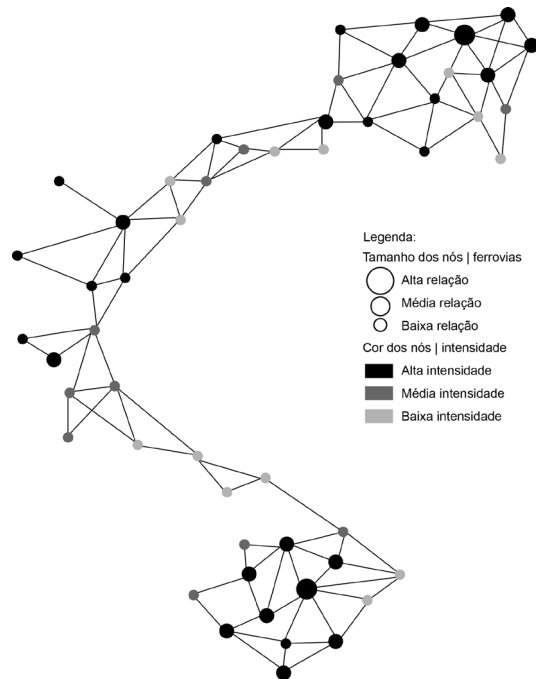 Legenda:
Tamanho dos nós | ferrovias
Alta relação
Média relação
Baixa relação
Cor dos nós | intensidade
Alta intensidade
Média intensidade
Baixa intensidade